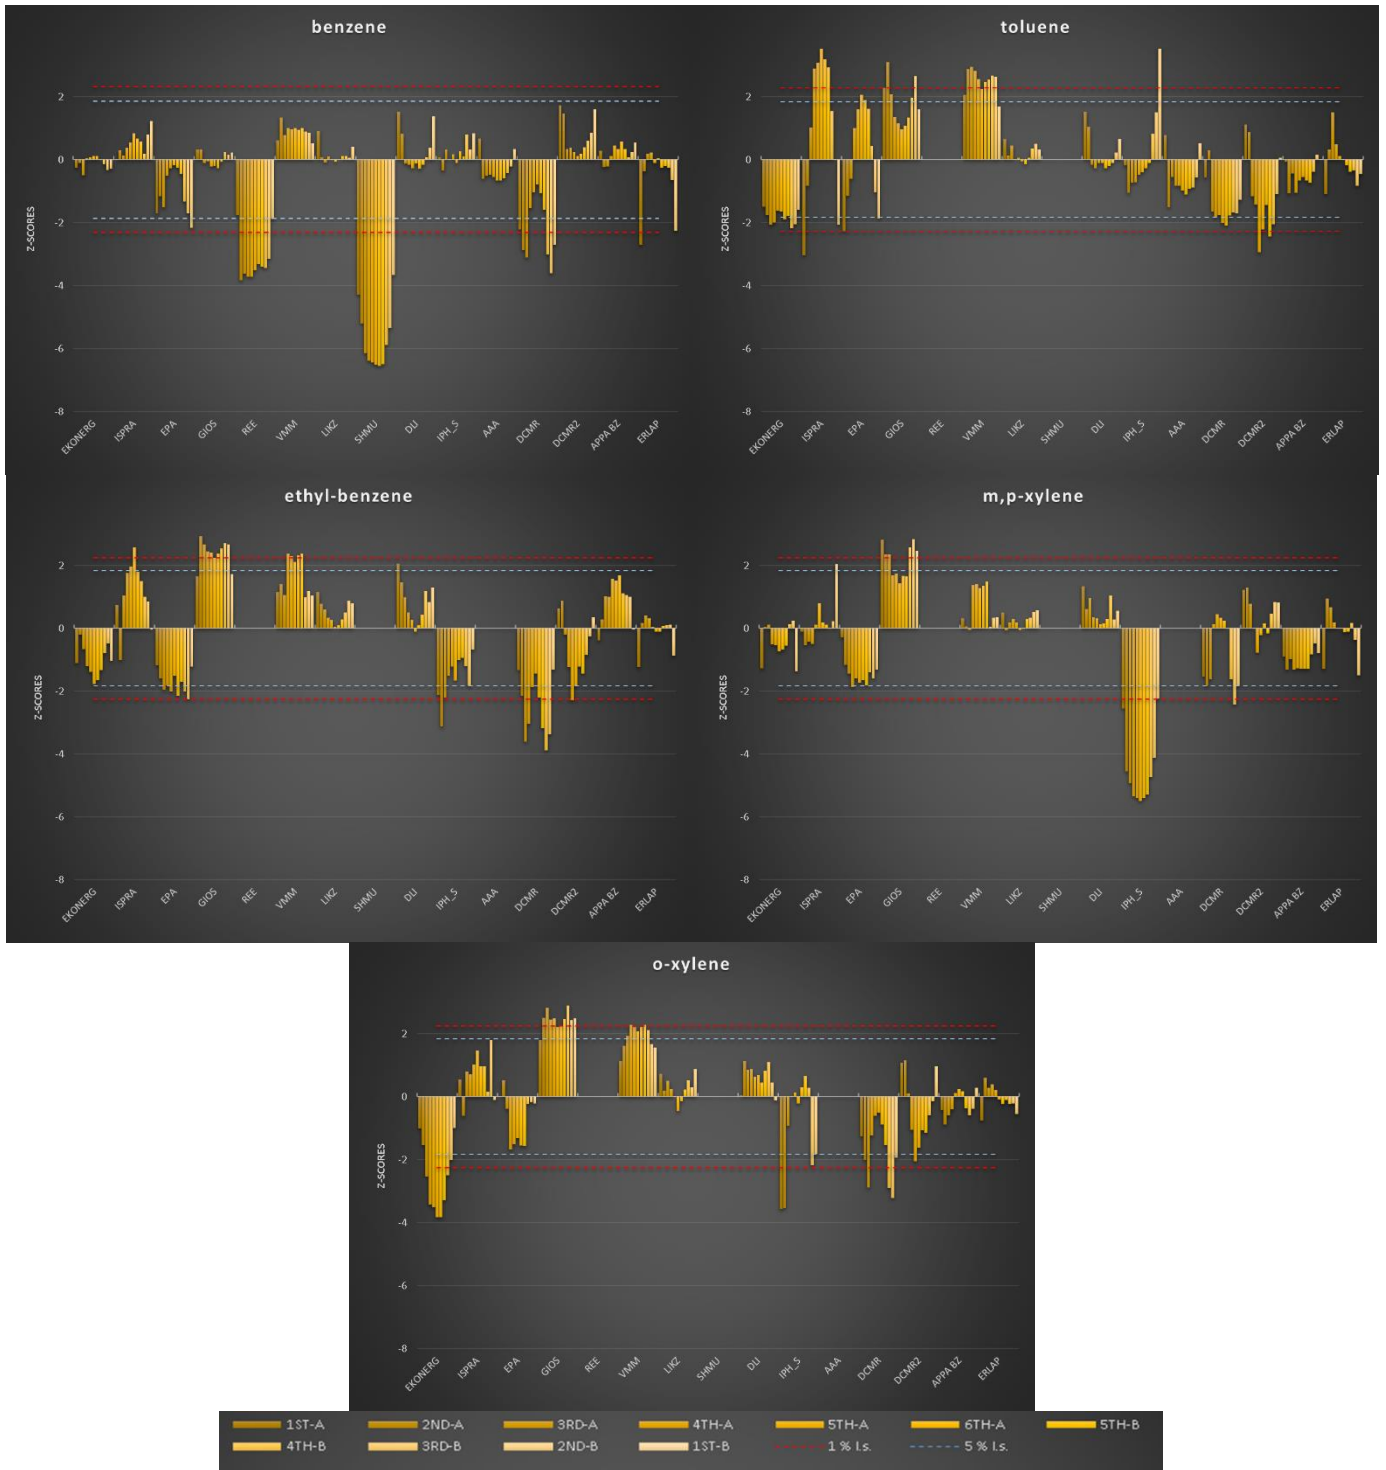 benzene
2
0
-2
-4
-6
-8
Z-SCORES
EKONERG
ISPRA
EPA
GIOS
REE
VMM
LIKZ
SHMU
DLI
IPH_S
AAA
DCMR
DCMR2
APPA BZ
ERLAP
toluene
2
0
-2
-4
-6
-8
Z-SCORES
EKONERG
ISPRA
EPA
GIOS
REE
VMM
LIKZ
SHMU
DLI
IPH_S
AAA
DCMR
DCMR2
APPA BZ
ERLAP
ethyl-benzene
2
0
-2
-4
-6
-8
Z-SCORES
EKONERG
ISPRA
EPA
GIOS
REE
VMM
LIKZ
SHMU
DLI
IPH_S
AAA
DCMR
DCMR2
APPA BZ
ERLAP
m,p-xylene
2
0
-2
-4
-6
-8
Z-SCORES
EKONERG
ISPRA
EPA
GIOS
REE
VMM
LIKZ
SHMU
DLI
IPH_S
AAA
DCMR
DCMR2
APPA BZ
ERLAP
o-xylene
2
0
-2
-4
-6
-8
Z-SCORES
EKONERG
ISPRA
EPA
GIOS
REE
VMM
LIKZ
SHMU
DLI
IPH_S
AAA
DCMR
DCMR2
APPA BZ
ERLAP
1ST-A 2ND-A 3RD-A 4TH-A 5TH-A 6TH-A 5TH-B
4TH-B 3RD-B 2ND-B 1ST-B 1 % l.s. 5 % l.s.